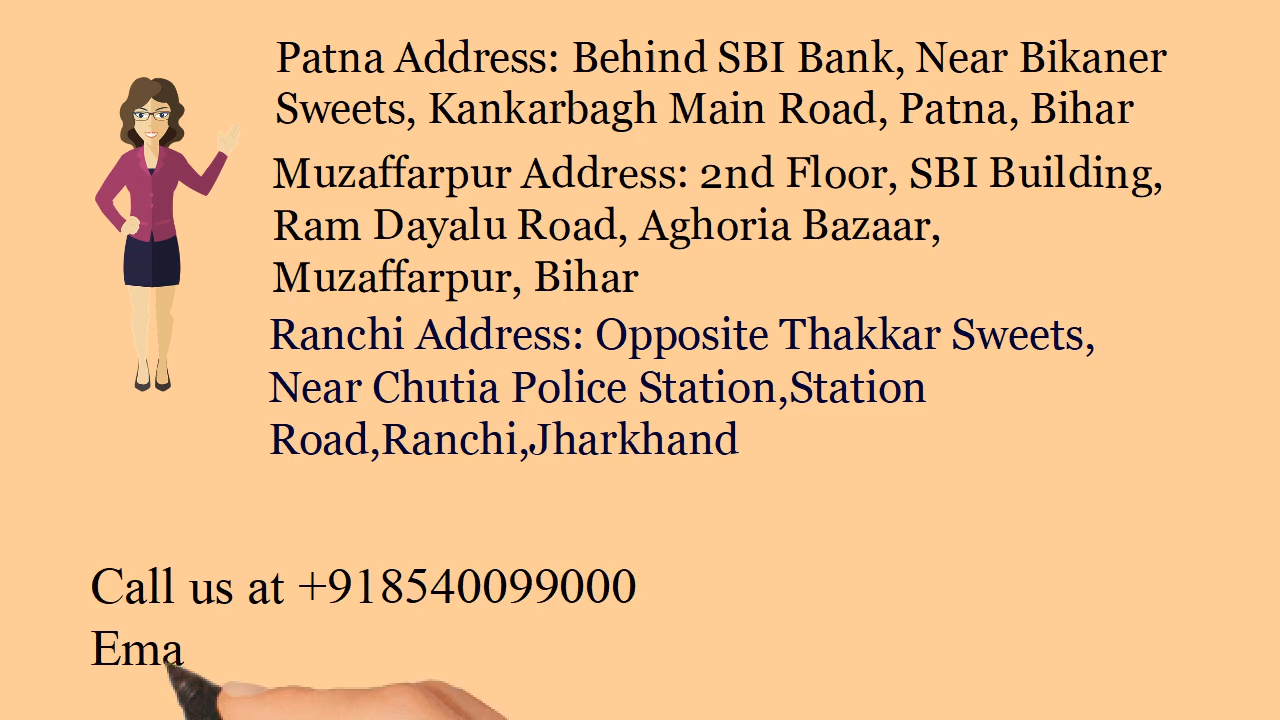 Patna Address: Behind SBI Bank, Near Bikaner
Sweets, Kankarbagh Main Road, Patna, Bihar
Muzaffarpur Address: 2nd Floor, SBI Building,
Ram Dayalu Road, Aghoria Bazaar,
Muzaffarpur, Bihar
Ranchi Address: Opposite Thakkar Sweets,
Near Chutia Police Station,Station
Road,Ranchi,Jharkhand
Call us at +918540099000
Ema